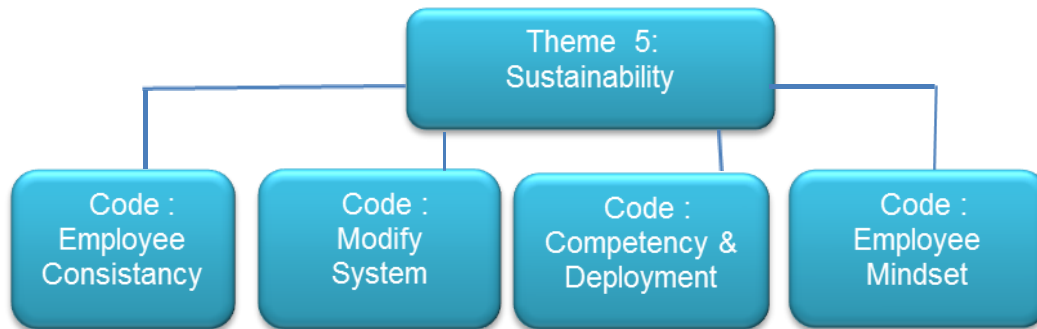 Theme 5:
Sustainability
Code :
Employee
Consistancy
Code :
Modify
System
Code :
Competency &
Deployment
Code :
Employee
Mindset